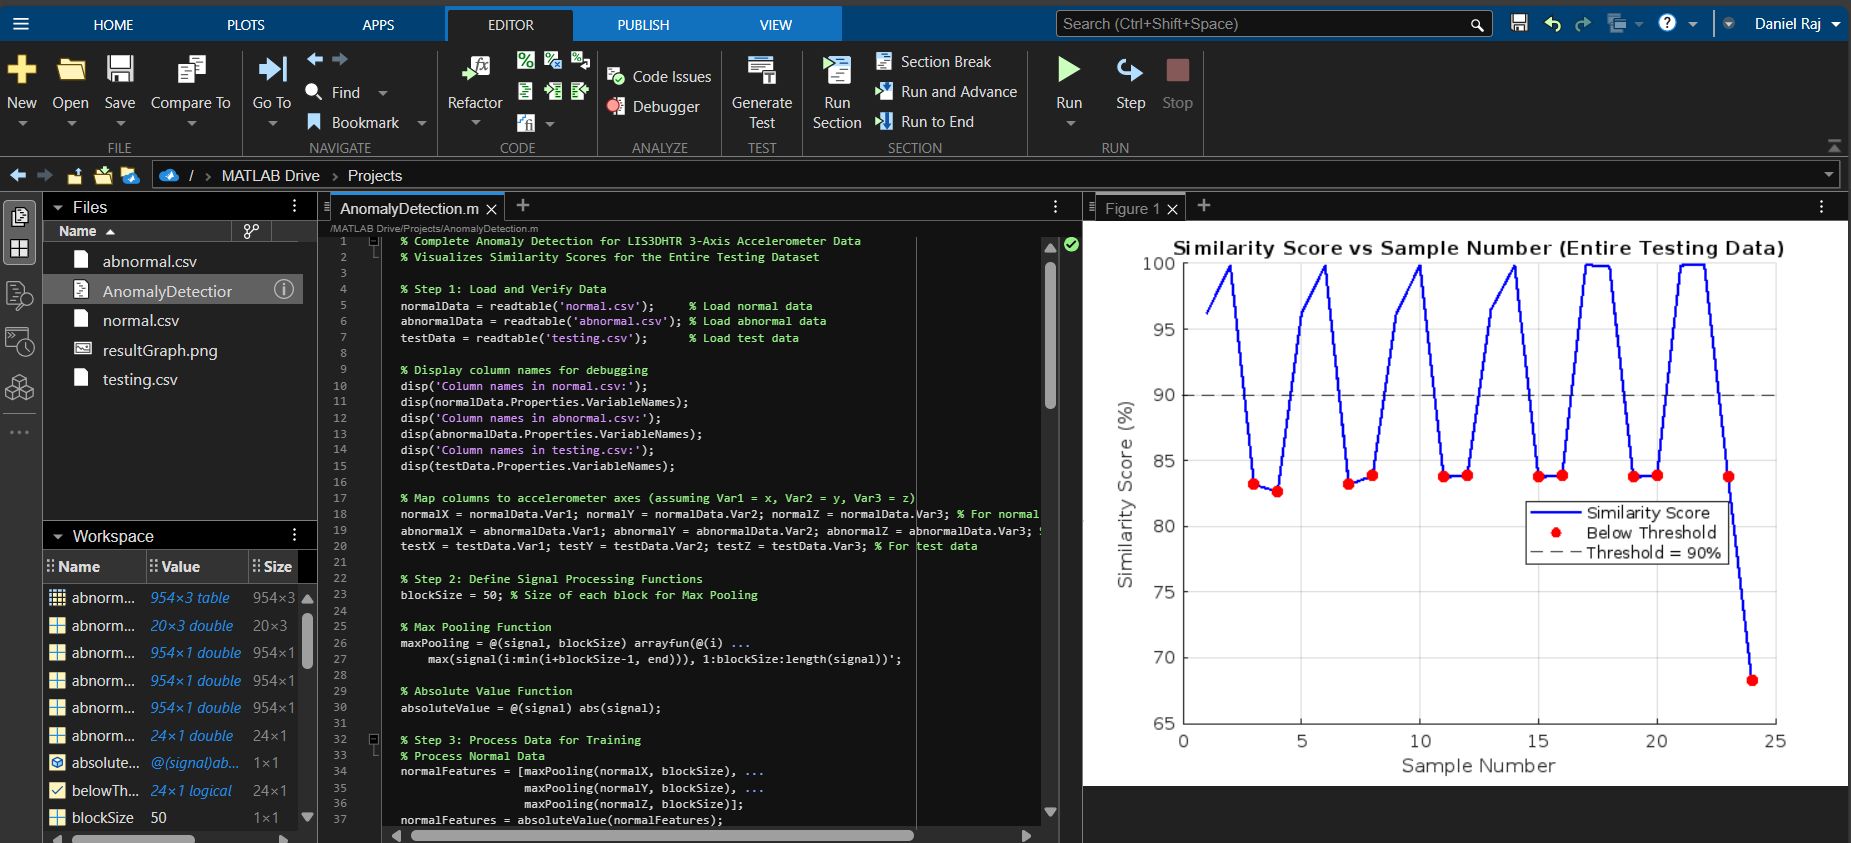 HOME PLOTS APPS EDITOR PUBLISH VIEW Search (Ctrl+Shift+Space) Daniel Raj
New Open Save Compare To
FILE
Go To Find Bookmark
NAVIGATE
Refactor
CODE
Code Issues
Debugger
ANALYZE
Generate Test
TEST
Run Section
Section Break
Run and Advance
Run to End
SECTION
Run Step Stop
RUN
/ › MATLAB Drive › Projects
Files
Name
abnormal.csv
AnomalyDetection
normal.csv
resultGraph.png
testing.csv
Workspace
Name Value Size
abnorm... 954×3 table 954×3
abnorm... 20×3 double 20×3
abnorm... 954×1 double 954×1
abnorm... 954×1 double 954×1
abnorm... 954×1 double 954×1
abnorm... 24×1 double 24×1
absolute... @(signal)ab... 1×1
belowTh... 24×1 logical 24×1
blockSize 50 1×1
AnomalyDetection.m
/MATLAB Drive/Projects/AnomalyDetection.m
1 % Complete Anomaly Detection for LIS3DHTR 3-Axis Accelerometer Data
2 % Visualizes Similarity Scores for the Entire Testing Dataset
3
4 % Step 1: Load and Verify Data
5 normalData = readtable('normal.csv'); % Load normal data
6 abnormalData = readtable('abnormal.csv'); % Load abnormal data
7 testData = readtable('testing.csv'); % Load test data
8
9 % Display column names for debugging
10 disp('Column names in normal.csv:');
11 disp(normalData.Properties.VariableNames);
12 disp('Column names in abnormal.csv:');
13 disp(abnormalData.Properties.VariableNames);
14 disp('Column names in testing.csv:');
15 disp(testData.Properties.VariableNames);
16
17 % Map columns to accelerometer axes (assuming Var1 = x, Var2 = y, Var3 = z)
18 normalX = normalData.Var1; normalY = normalData.Var2; normalZ = normalData.Var3; % For normal
19 abnormalX = abnormalData.Var1; abnormalY = abnormalData.Var2; abnormalZ = abnormalData.Var3;
20 testX = testData.Var1; testY = testData.Var2; testZ = testData.Var3; % For test data
21
22 % Step 2: Define Signal Processing Functions
23 blockSize = 50; % Size of each block for Max Pooling
24
25 % Max Pooling Function
26 maxPooling = @(signal, blockSize) arrayfun(@(i) ...
27 max(signal(i:min(i+blockSize-1, end))), 1:blockSize:length(signal))';
28
29 % Absolute Value Function
30 absoluteValue = @(signal) abs(signal);
31
32 % Step 3: Process Data for Training
33 % Process Normal Data
34 normalFeatures = [maxPooling(normalX, blockSize), ...
35 maxPooling(normalY, blockSize), ...
36 maxPooling(normalZ, blockSize)];
37 normalFeatures = absoluteValue(normalFeatures);
Figure 1
Similarity Score vs Sample Number (Entire Testing Data)
100
95
90
85
80
75
70
65
Similarity Score (%)
Similarity Score
Below Threshold
Threshold = 90%
0 5 10 15 20 25
Sample Number